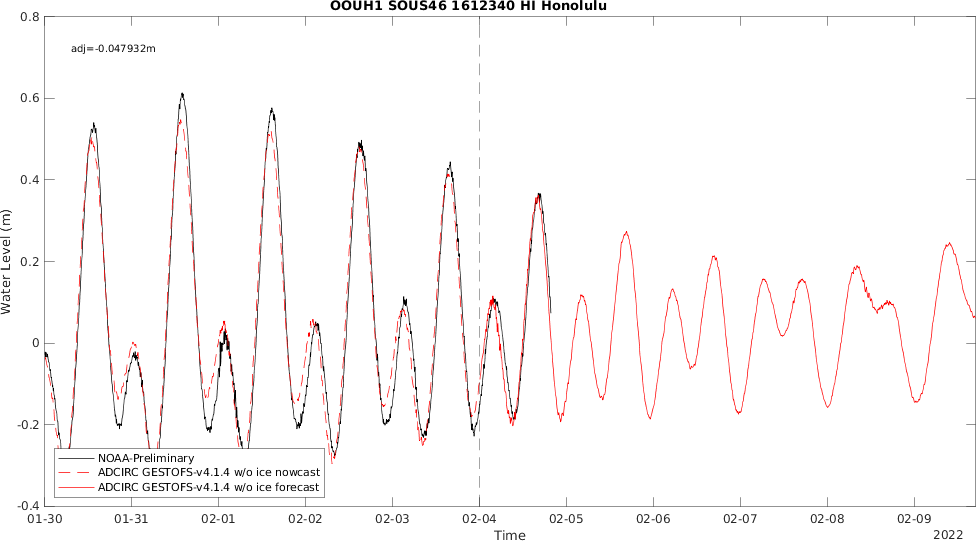 OOUH1 SOUS46 1612340 HI Honolulu
0.8
adj=-0.047932m
0.6
0.4
0.2
0
-0.2
-0.4
Water Level (m)
NOAA-Preliminary
ADCIRC GESTOFS-v4.1.4 w/o ice nowcast
ADCIRC GESTOFS-v4.1.4 w/o ice forecast
01-30 01-31 02-01 02-02 02-03 02-04 02-05 02-06 02-07 02-08 02-09
Time
2022